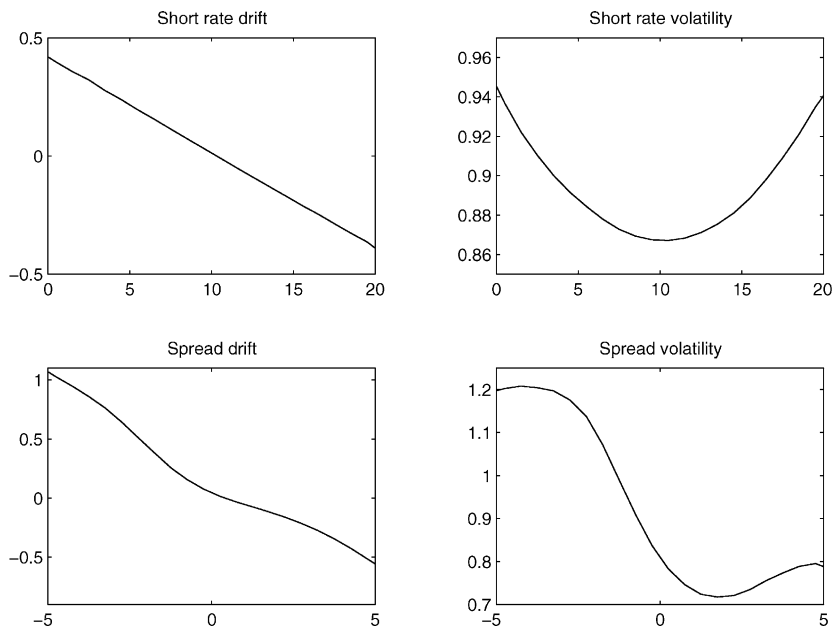 Short rate drift
0.5
0
−0.5
0 5 10 15 20
Short rate volatility
0.96
0.94
0.92
0.9
0.88
0.86
0 5 10 15 20
Spread drift
1
0.5
0
−0.5
−5 0 5
Spread volatility
1.2
1.1
1
0.9
0.8
0.7
−5 0 5